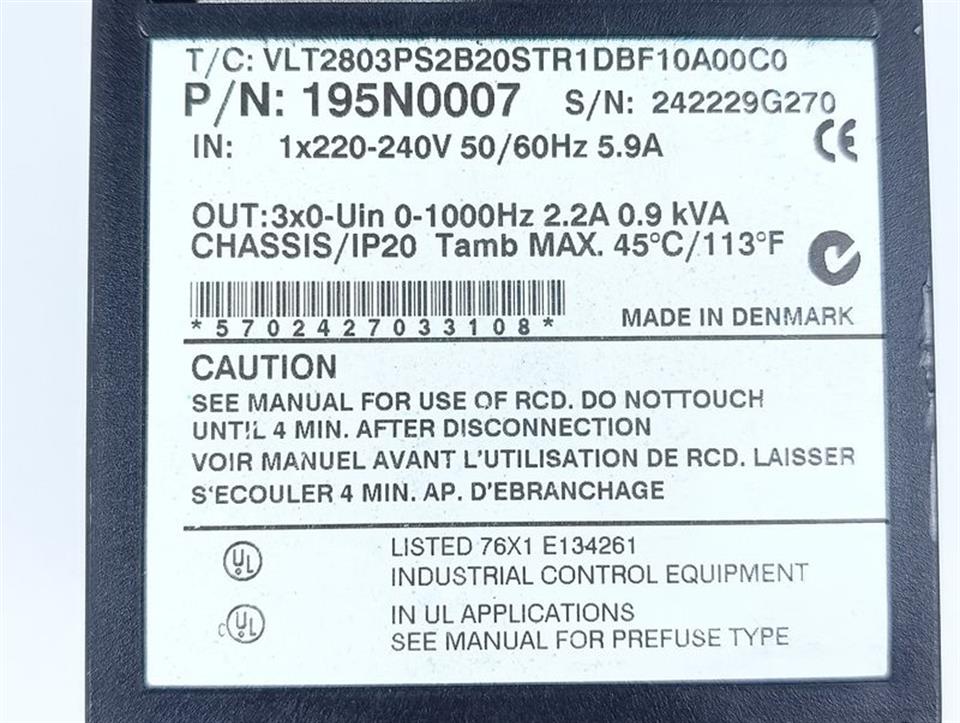 T/C: VLT2803PS2B20STR1DBF10A00C0
P/N: 195N0007 S/N: 242229G270
IN: 1x220-240V 50/60Hz 5.9A
CE
OUT:3x0-Uin 0-1000Hz 2.2A 0.9 kVA
CHASSIS/IP20 Tamb MAX. 45°C/113°F
*5702427033108* MADE IN DENMARK
CAUTION
SEE MANUAL FOR USE OF RCD. DO NOTTOUCH
UNTIL 4 MIN. AFTER DISCONNECTION
VOIR MANUEL AVANT L'UTILISATION DE RCD. LAISSER
S'ECOULER 4 MIN. AP. D'EBRANCHAGE
UL LISTED 76X1 E134261
INDUSTRIAL CONTROL EQUIPMENT
c UL IN UL APPLICATIONS
SEE MANUAL FOR PREFUSE TYPE